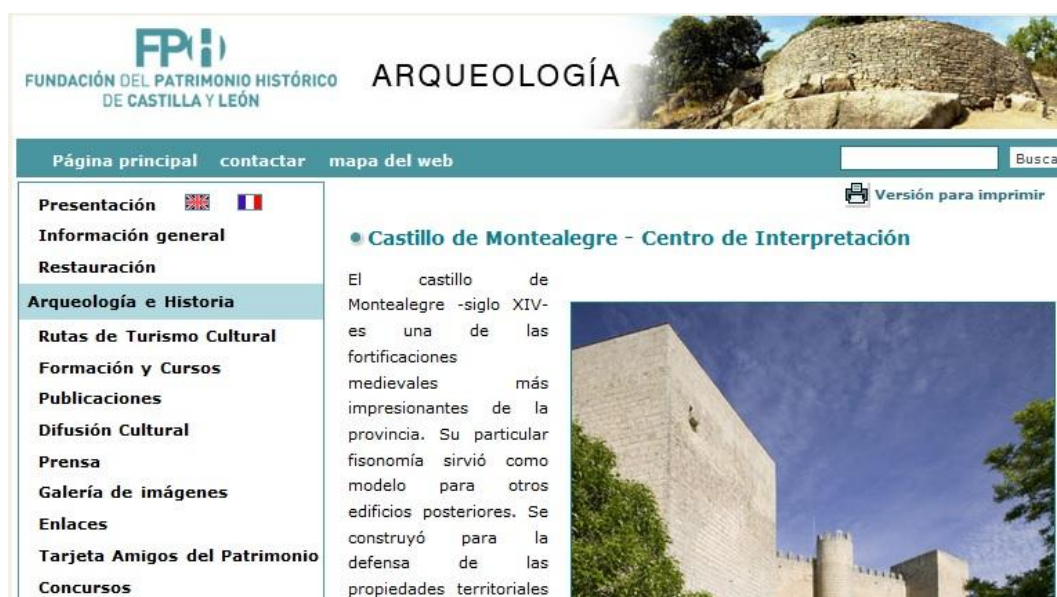 FPH
FUNDACIÓN DEL PATRIMONIO HISTÓRICO
DE CASTILLA Y LEÓN
ARQUEOLOGÍA
Página principal contactar mapa del web
Busca
Versión para imprimir
Presentación
Información general
Restauración
Arqueología e Historia
Rutas de Turismo Cultural
Formación y Cursos
Publicaciones
Difusión Cultural
Prensa
Galería de imágenes
Enlaces
Tarjeta Amigos del Patrimonio
Concursos
Castillo de Montealegre - Centro de Interpretación
El castillo de
Montealegre -siglo XIV-
es una de las
fortificaciones
medievales más
impresionantes de la
provincia. Su particular
fisonomía sirvió como
modelo para otros
edificios posteriores. Se
construyó para la
defensa de las
propiedades territoriales